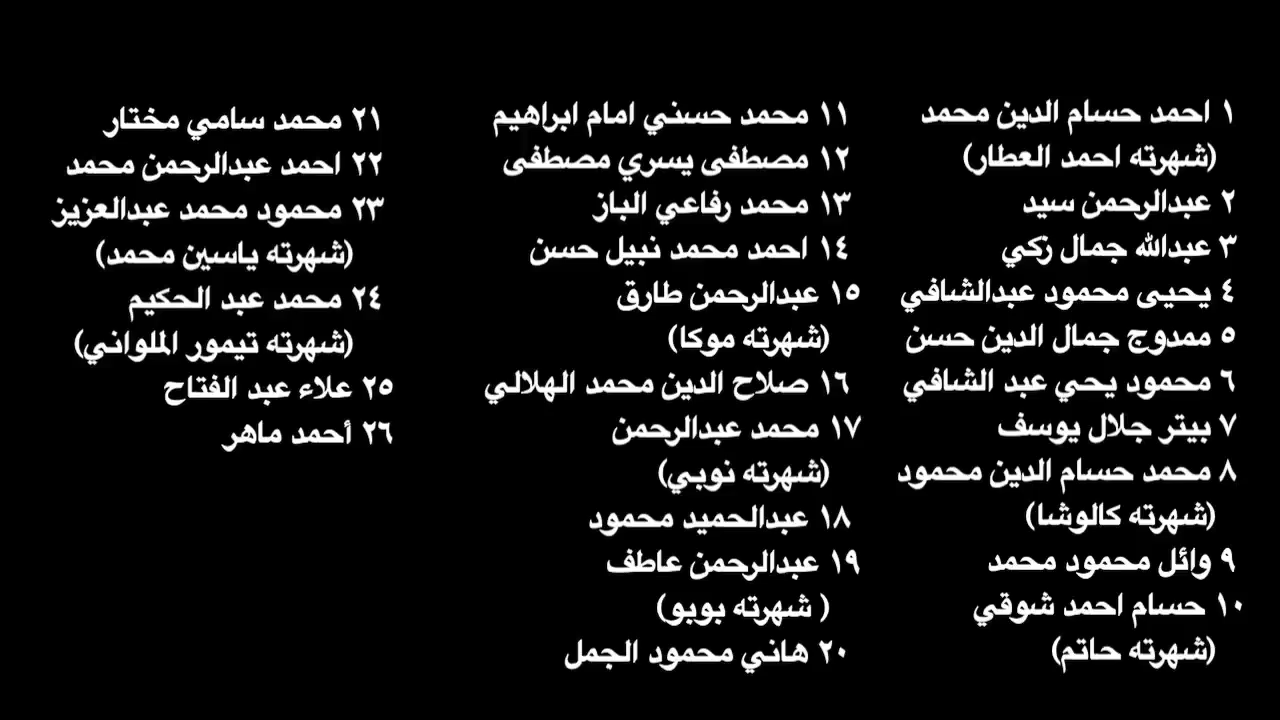 ١ احمد حسام الدين محمد
(شهرته احمد العطار)
٢ عبدالرحمن سيد
٣ عبدالله جمال زكي
٤ يحيى محمود عبدالشافي
٥ ممدوج جمال الدين حسن
٦ محمود يحي عبد الشافي
٧ بيتر جلال يوسف
٨ محمد حسام الدين محمود
(شهرته كالوشا)
٩ وائل محمود محمد
١٠ حسام احمد شوقي
(شهرته حاتم)
١١ محمد حسني امام ابراهيم
١٢ مصطفى يسري مصطفى
١٣ محمد رفاعي الباز
١٤ احمد محمد نبيل حسن
١٥ عبدالرحمن طارق
(شهرته موكا)
١٦ صلاح الدين محمد الهلالي
١٧ محمد عبدالرحمن
(شهرته نوبي)
١٨ عبدالحميد محمود
١٩ عبدالرحمن عاطف
( شهرته بوبو)
٢٠ هاني محمود الجمل
٢١ محمد سامي مختار
٢٢ احمد عبدالرحمن محمد
٢٣ محمود محمد عبدالعزيز
(شهرته ياسين محمد)
٢٤ محمد عبد الحكيم
(شهرته تيمور الملواني)
٢٥ علاء عبد الفتاح
٢٦ أحمد ماهر